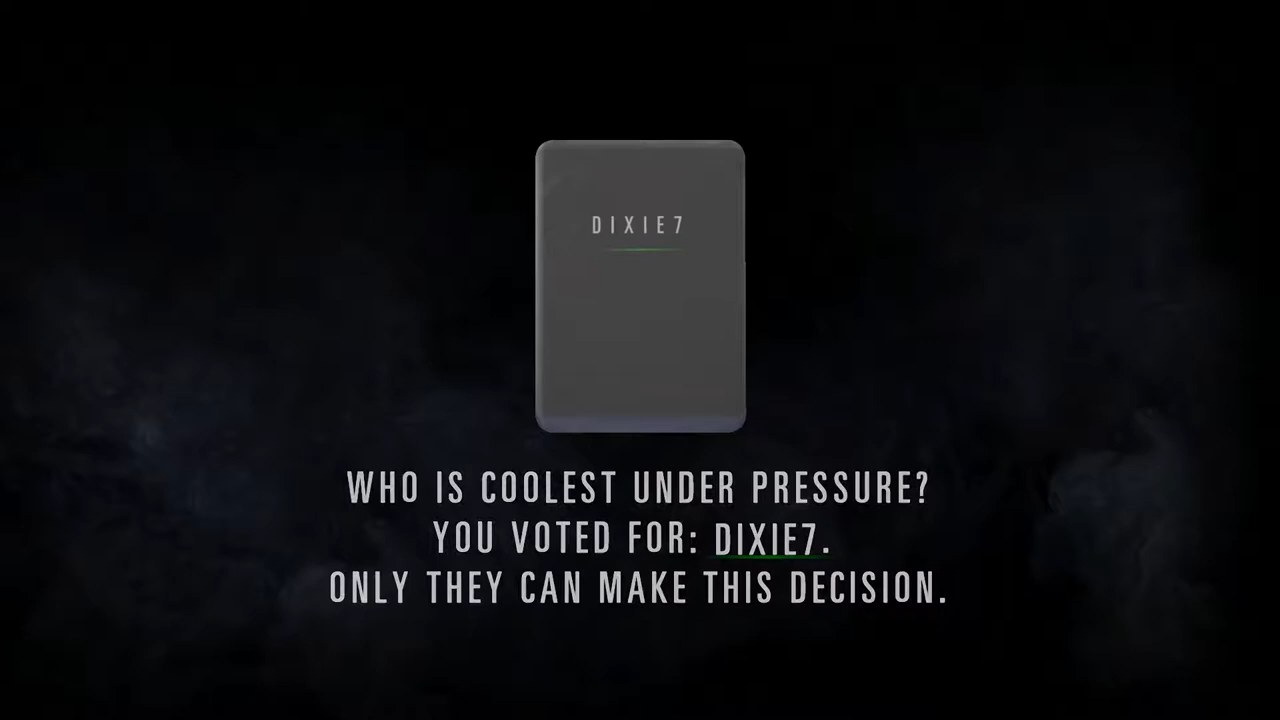 DIXIE7
WHO IS COOLEST UNDER PRESSURE?
YOU VOTED FOR: DIXIE7.
ONLY THEY CAN MAKE THIS DECISION.